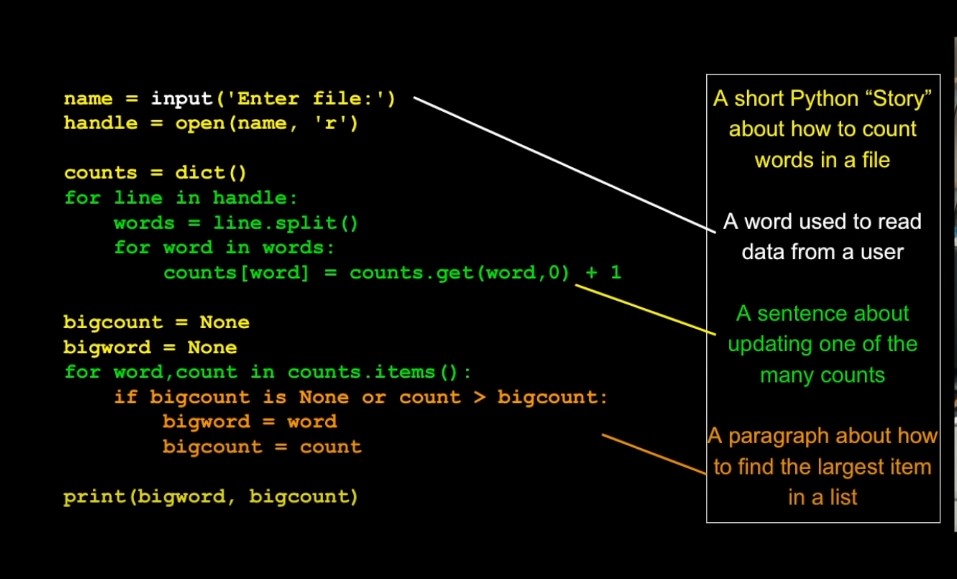 name = input('Enter file:')
handle = open(name, 'r')
counts = dict()
for line in handle:
words = line.split()
for word in words:
counts[word] = counts.get(word,0) + 1
bigcount = None
bigword = None
for word,count in counts.items():
if bigcount is None or count > bigcount:
bigword = word
bigcount = count
print(bigword, bigcount)
A short Python “Story”
about how to count
words in a file
A word used to read
data from a user
A sentence about
updating one of the
many counts
A paragraph about how
to find the largest item
in a list